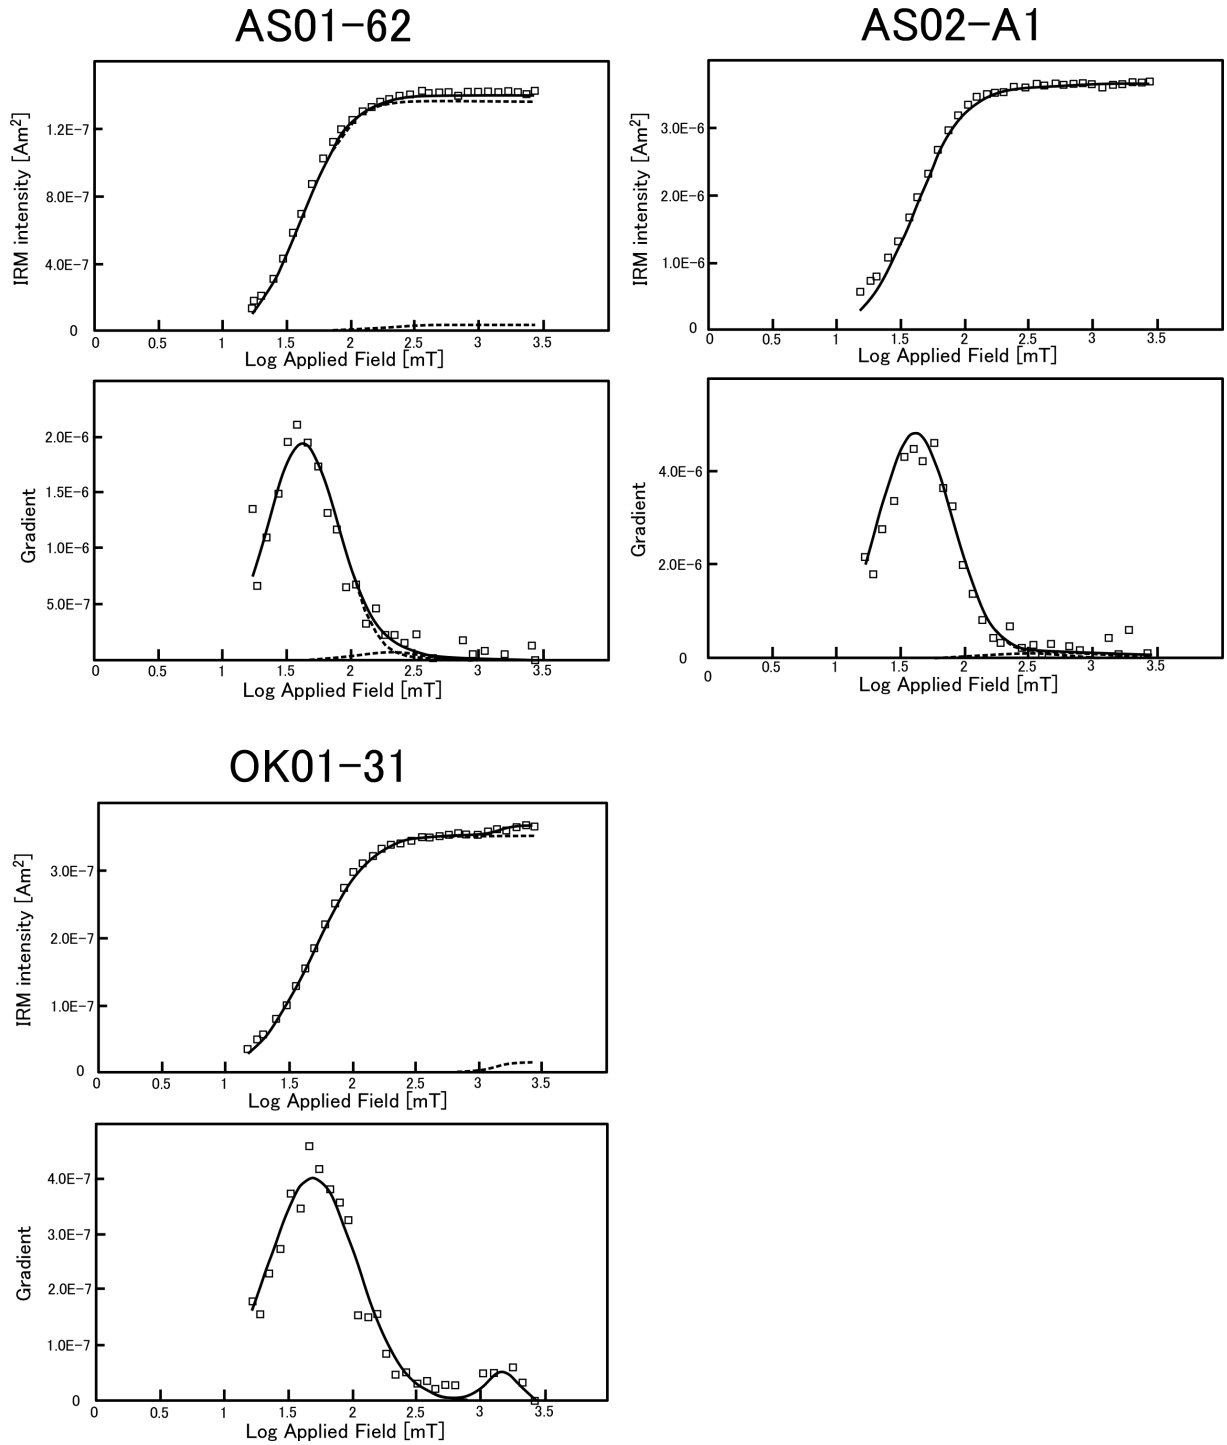 AS01-62
IRM intensity [Am²]
1.2E-7
8.0E-7
4.0E-7
0
0 0.5 1 1.5 2 2.5 3 3.5
Log Applied Field [mT]
Gradient
2.0E-6
1.5E-6
1.0E-6
5.0E-7
0 0.5 1 1.5 2 2.5 3 3.5
Log Applied Field [mT]
AS02-A1
IRM intensity [Am²]
3.0E-6
2.0E-6
1.0E-6
0
0 0.5 1 1.5 2 2.5 3 3.5
Log Applied Field [mT]
Gradient
4.0E-6
2.0E-6
0
0 0.5 1 1.5 2 2.5 3 3.5
Log Applied Field [mT]
OK01-31
IRM intensity [Am²]
3.0E-7
2.0E-7
1.0E-7
0
0 0.5 1 1.5 2 2.5 3 3.5
Log Applied Field [mT]
Gradient
4.0E-7
3.0E-7
2.0E-7
1.0E-7
0
0 0.5 1 1.5 2 2.5 3 3.5
Log Applied Field [mT]